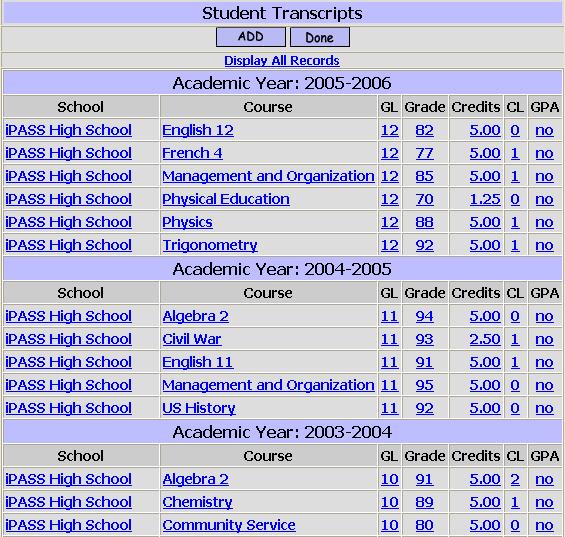 Student Transcripts
ADD Done
Display All Records
Academic Year: 2005-2006
School Course GL Grade Credits CL GPA
iPASS High School English 12 12 82 5.00 0 no
iPASS High School French 4 12 77 5.00 1 no
iPASS High School Management and Organization 12 85 5.00 1 no
iPASS High School Physical Education 12 70 1.25 0 no
iPASS High School Physics 12 88 5.00 1 no
iPASS High School Trigonometry 12 92 5.00 1 no
Academic Year: 2004-2005
School Course GL Grade Credits CL GPA
iPASS High School Algebra 2 11 94 5.00 0 no
iPASS High School Civil War 11 93 2.50 1 no
iPASS High School English 11 11 91 5.00 1 no
iPASS High School Management and Organization 11 95 5.00 0 no
iPASS High School US History 11 92 5.00 0 no
Academic Year: 2003-2004
School Course GL Grade Credits CL GPA
iPASS High School Algebra 2 10 91 5.00 2 no
iPASS High School Chemistry 10 89 5.00 1 no
iPASS High School Community Service 10 80 5.00 0 no